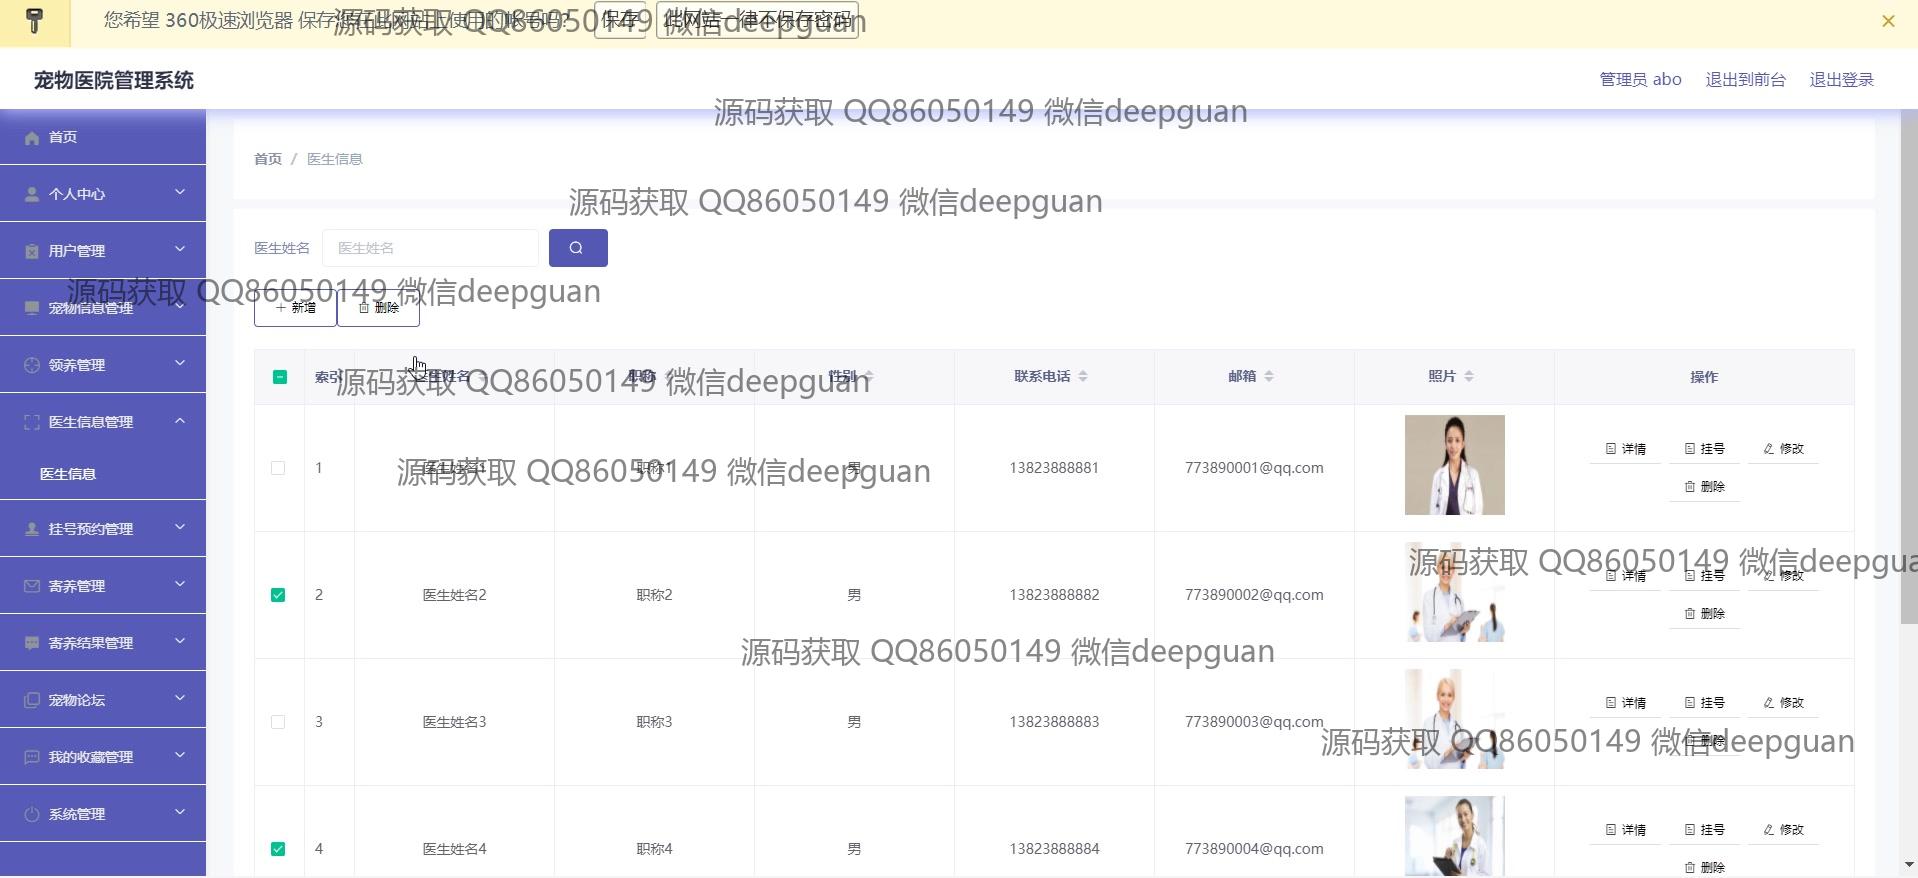 您希望 360极速浏览器 保存您在此网站上使用的帐号吗?
保存
此网站一律不保存密码
源码获取 QQ86050149 微信deepguan
宠物医院管理系统
管理员 abo
退出到前台
退出登录
源码获取 QQ86050149 微信deepguan
首页
个人中心
用户管理
宠物信息管理
领养管理
医生信息管理
医生信息
挂号预约管理
寄养管理
寄养结果管理
宠物论坛
我的收藏管理
系统管理
首页 / 医生信息
源码获取 QQ86050149 微信deepguan
医生姓名 医生姓名
源码获取 QQ86050149 微信deepguan
新增 删除
索引 医生姓名 职称 性别 联系电话 邮箱 照片 操作
源码获取 QQ86050149 微信deepguan
1 医生姓名1 职称1 男 13823888881 773890001@qq.com 详情 挂号 修改
删除
源码获取 QQ86050149 微信deepguan
源码获取 QQ86050149 微信deepgua
2 医生姓名2 职称2 男 13823888882 773890002@qq.com 详情 挂号 修改
删除
源码获取 QQ86050149 微信deepguan
3 医生姓名3 职称3 男 13823888883 773890003@qq.com 详情 挂号 修改
删除
源码获取 QQ86050149 微信deepguan
4 医生姓名4 职称4 男 13823888884 773890004@qq.com 详情 挂号 修改
删除